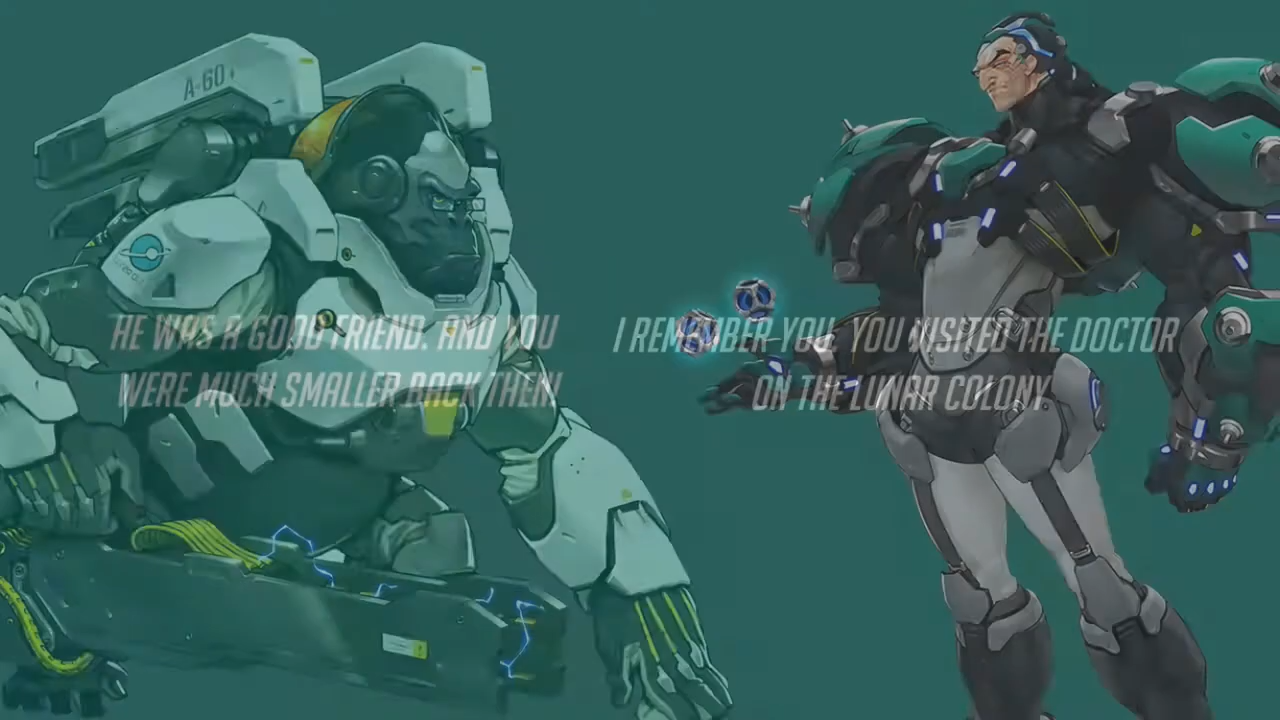 A-60
HE WAS A GOOD FRIEND. AND YOU
WERE MUCH SMALLER BACK THEN
I REMEMBER YOU. YOU VISITED THE DOCTOR
ON THE LUNAR COLONY